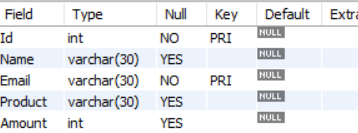 Field Type Null Key Default Extra
Id int NO PRI NULL
Name varchar(30) YES NULL
Email varchar(30) NO PRI NULL
Product varchar(30) YES NULL
Amount int YES NULL